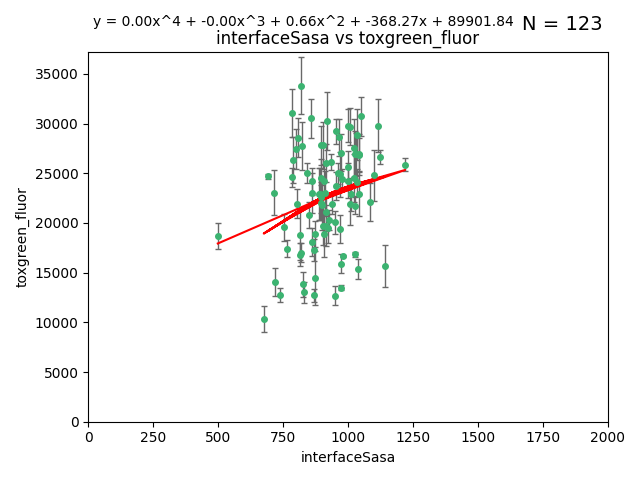 y = 0.00x^4 + -0.00x^3 + 0.66x^2 + -368.27x + 89901.84 N = 123
interfaceSasa vs toxgreen_fluor
35000
30000
25000
20000
15000
10000
5000
0
toxgreen_fluor
0 250 500 750 1000 1250 1500 1750 2000
interfaceSasa